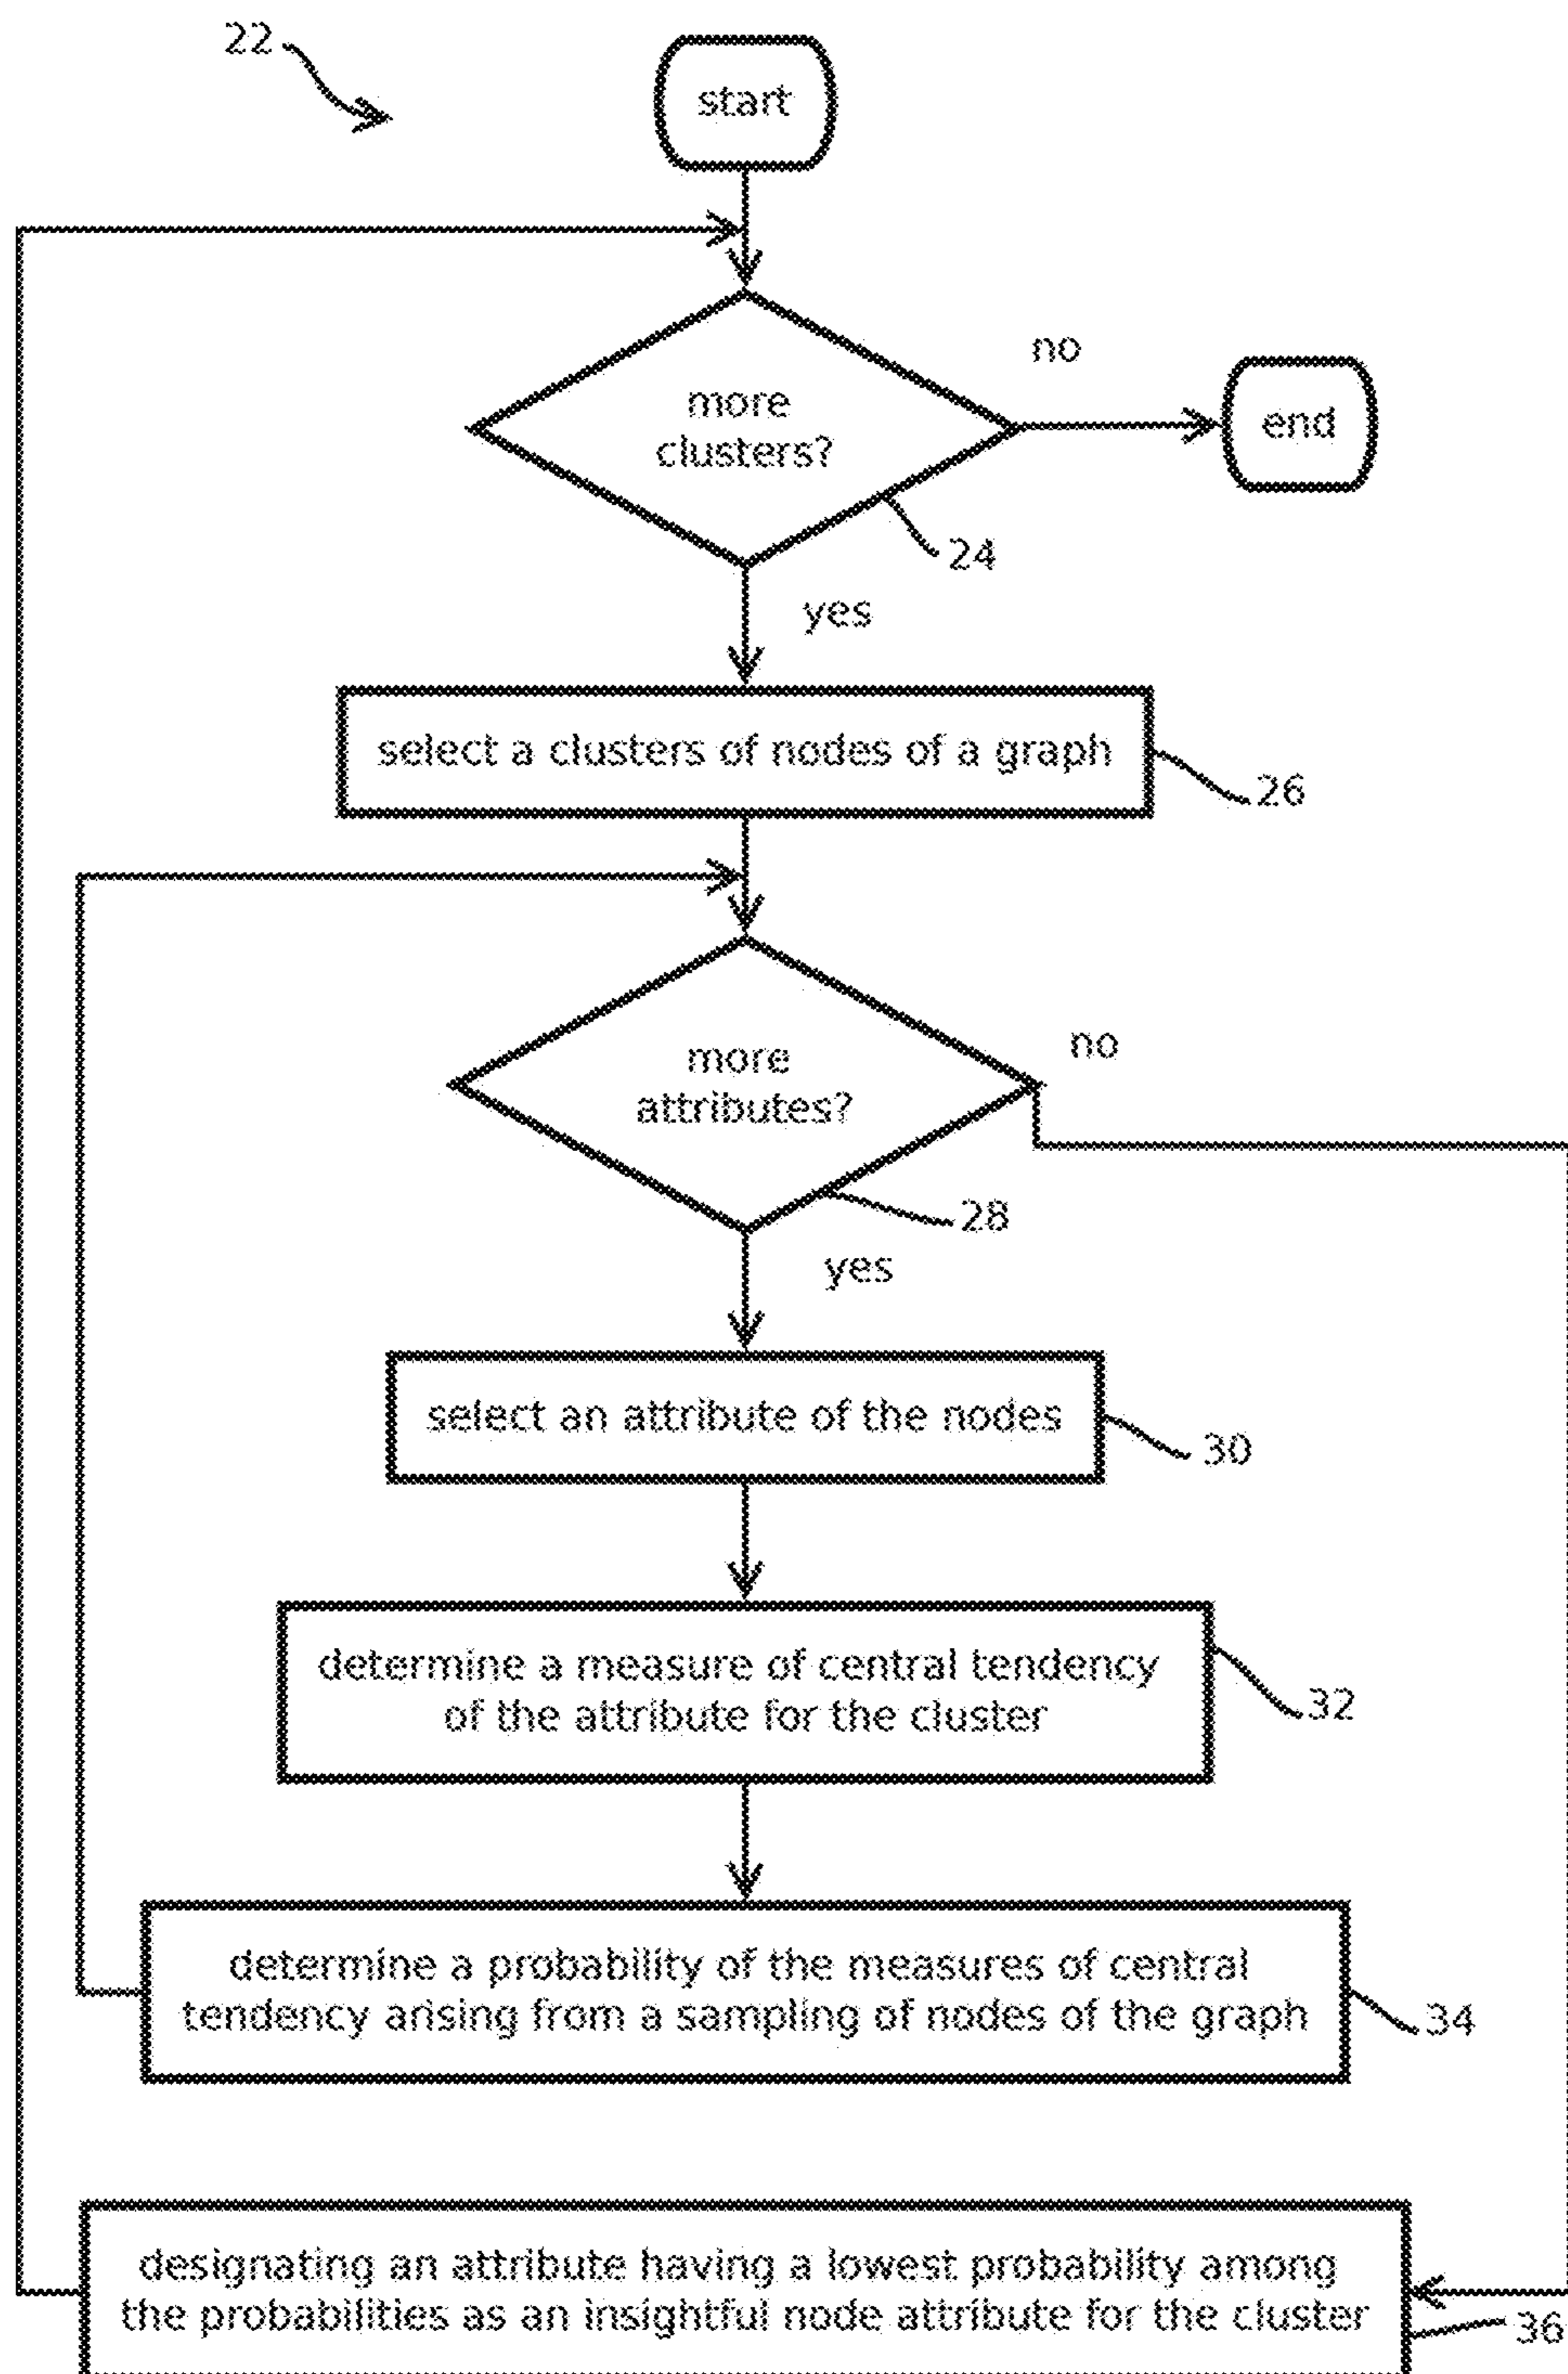 22
start
more
clusters?
no
end
24
yes
select a clusters of nodes of a graph
26
more
attributes?
no
28
yes
select an attribute of the nodes
30
determine a measure of central tendency
of the attribute for the cluster
32
determine a probability of the measures of central
tendency arising from a sampling of nodes of the graph
34
designating an attribute having a lowest probability among
the probabilities as an insightful node attribute for the cluster
36